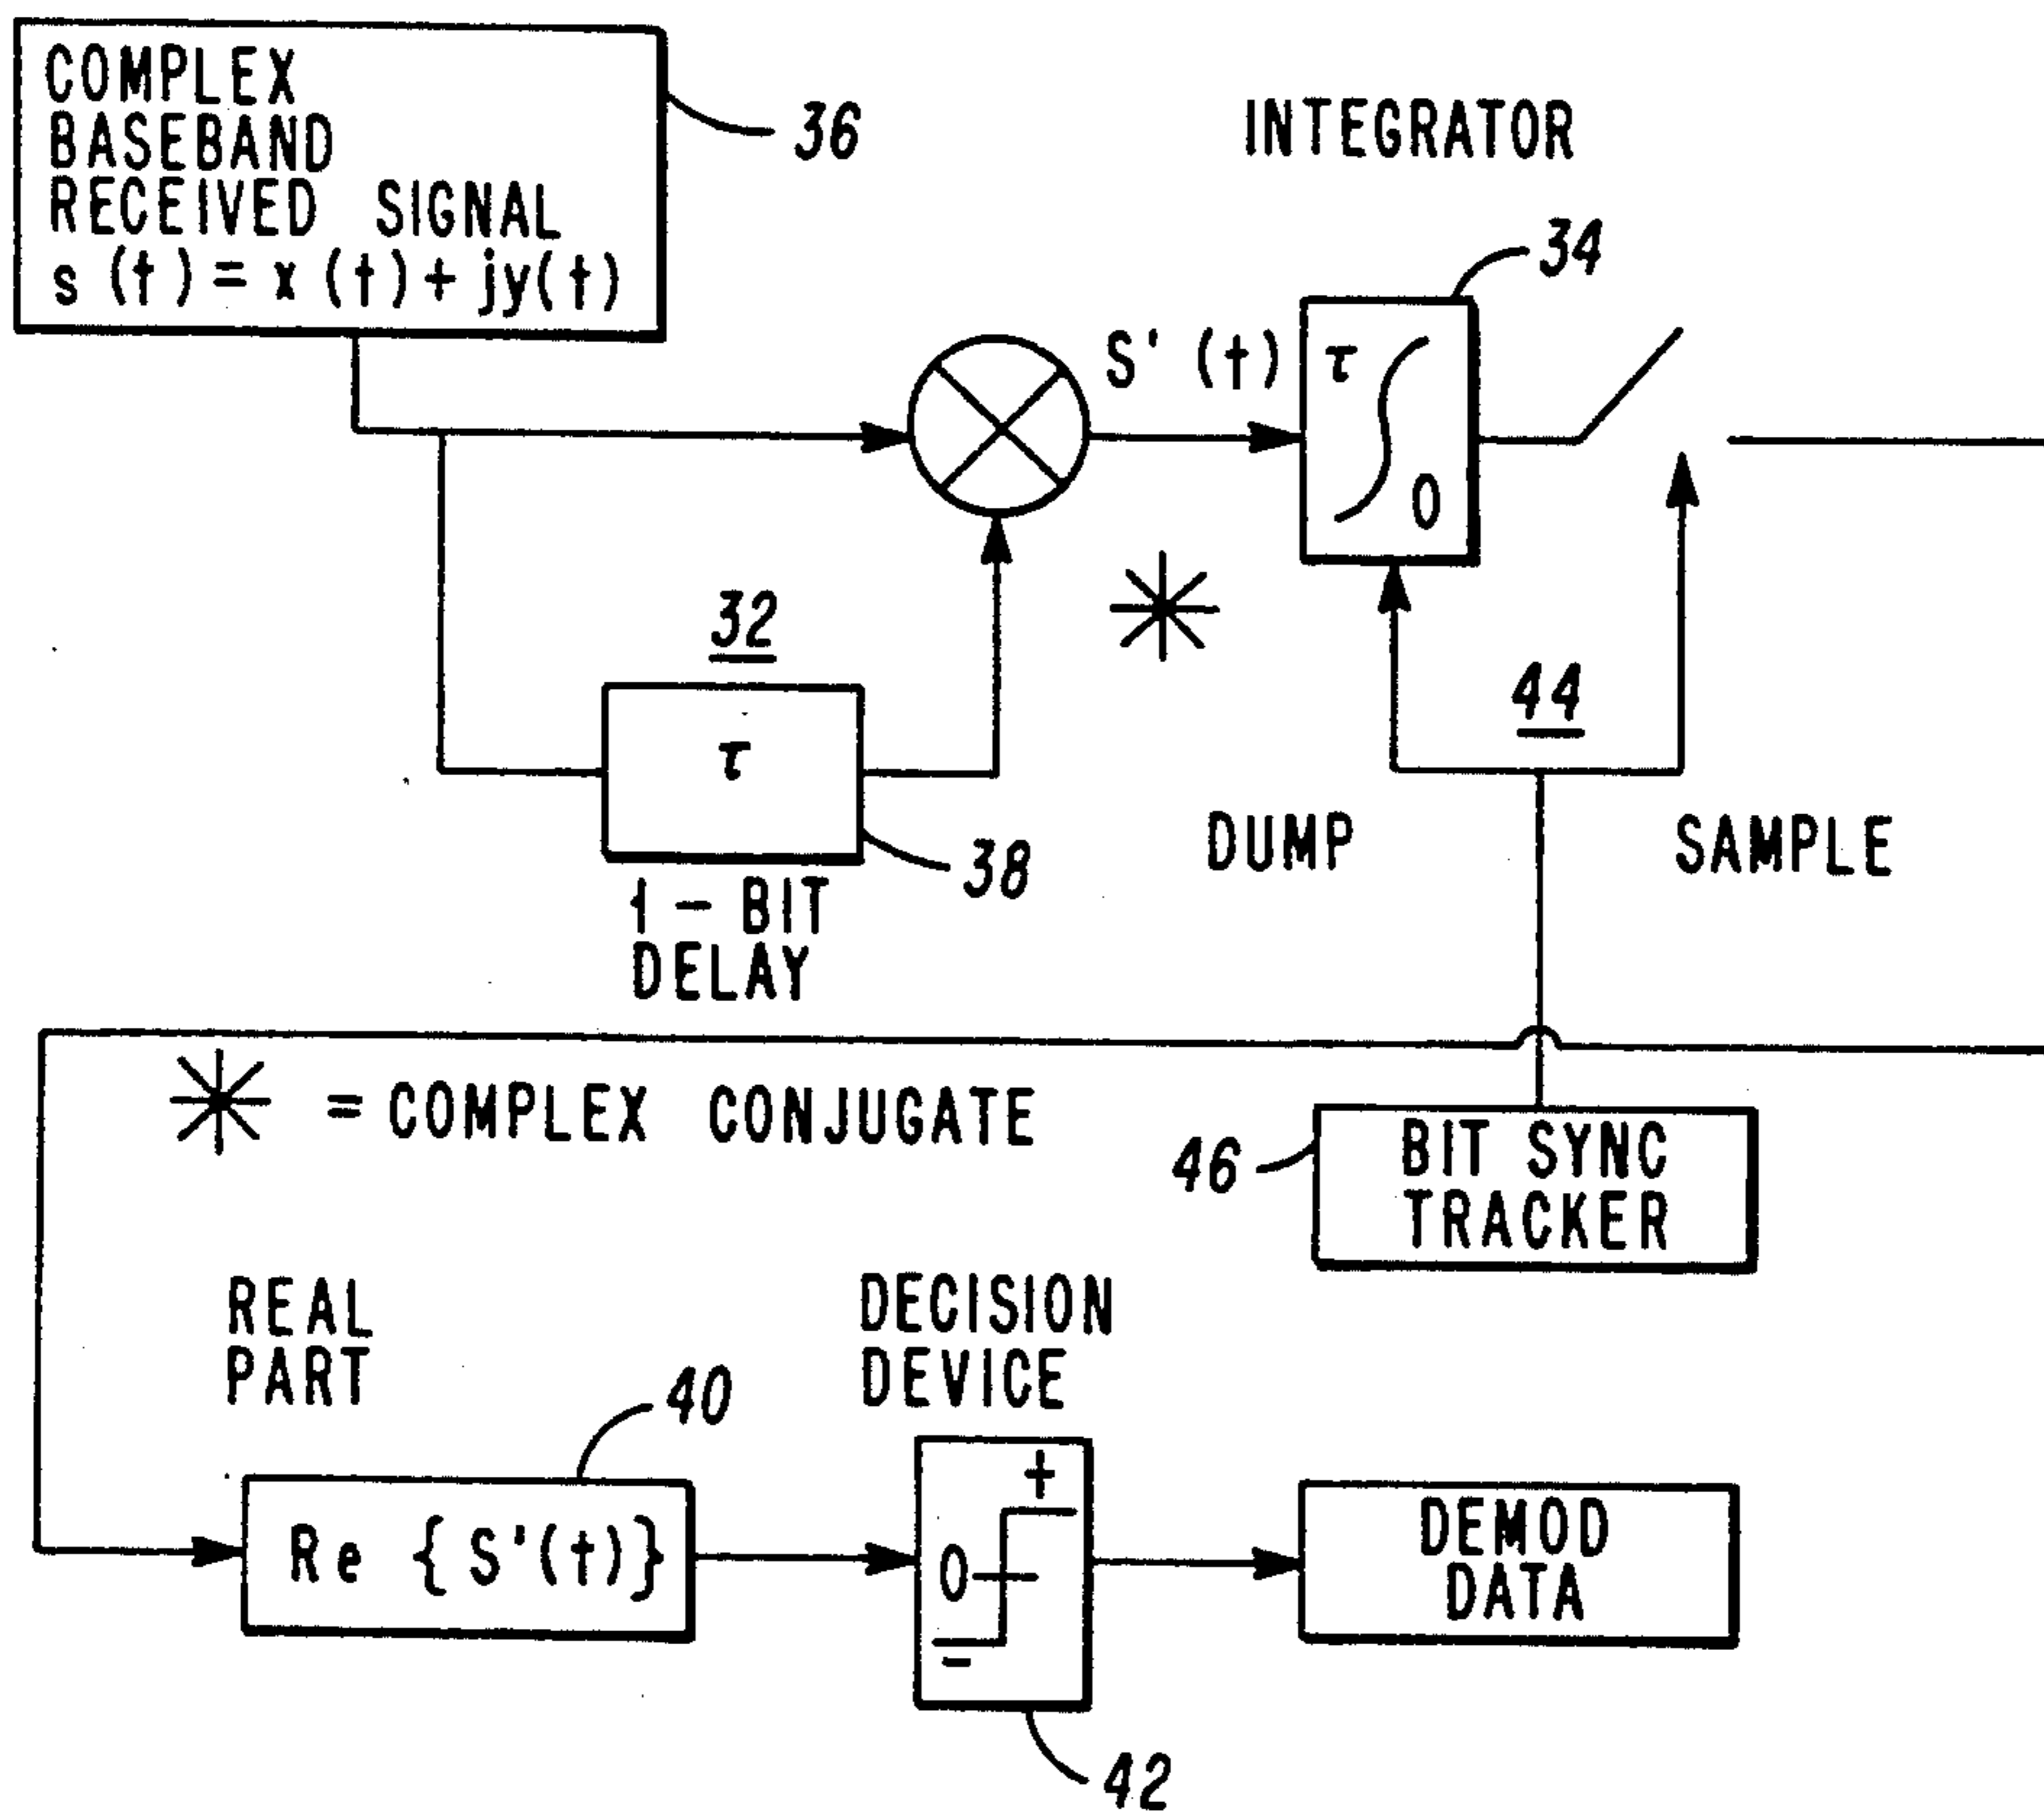 COMPLEX
BASEBAND
RECEIVED SIGNAL
s (t) = x (t) + jy(t)
36
INTEGRATOR
34
S' (t)
τ
0
32
τ
38
1 - BIT
DELAY
*
44
DUMP
SAMPLE
* = COMPLEX CONJUGATE
46
BIT SYNC
TRACKER
REAL
PART
40
Re { S'(t)}
DECISION
DEVICE
+
0
-
42
DEMOD
DATA